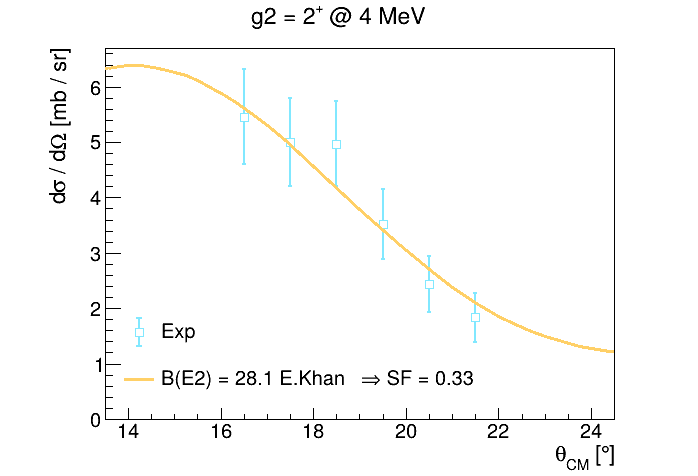 g2 = 2⁺ @ 4 MeV
dσ / dΩ [mb / sr]
6
5
4
3
2
1
0
Exp
B(E2) = 28.1 E.Khan ⇒ SF = 0.33
14 16 18 20 22 24
θ_CM [°]